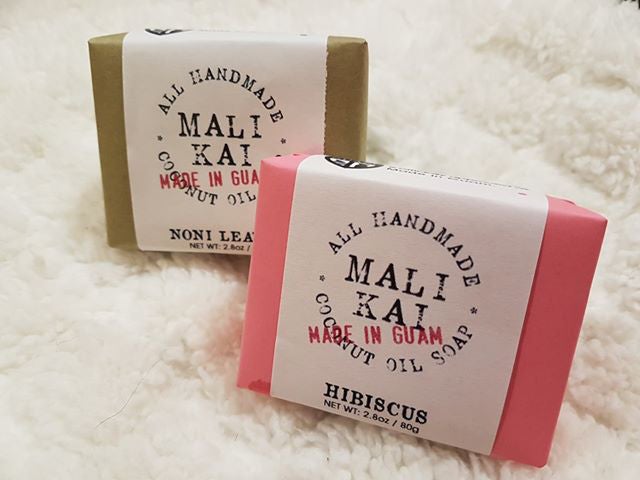 ALL HANDMADE
MALI
KAI
MADE IN GUA
COCONUT OIL
NONI LEA
NET WT: 2.8oz /
ALL HANDMADE
MALI
KAI
MADE IN GUAM
COCONUT OIL SOAP
HIBISCUS
NET WT: 2.8oz / 80g